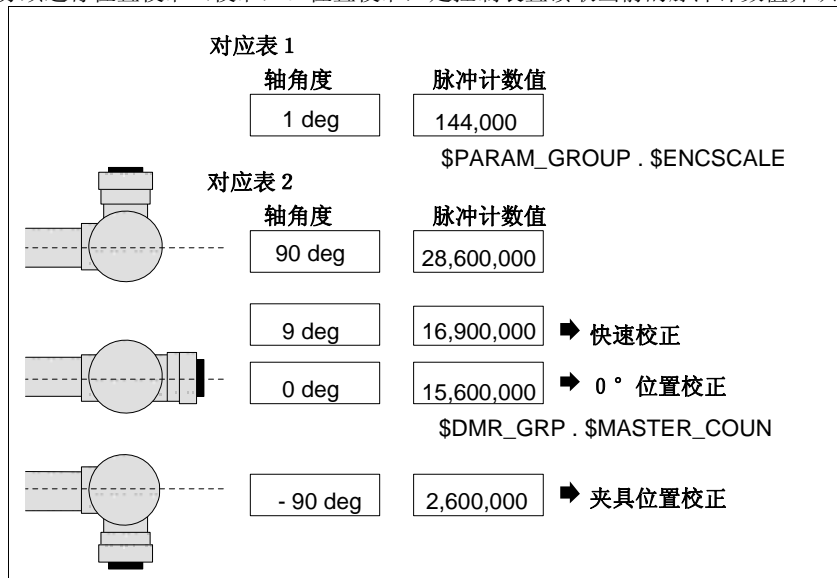 对应表 1
轴角度 脉冲计数值
1 deg 144,000
$PARAM_GROUP . $ENCSCALE
对应表 2
轴角度 脉冲计数值
90 deg 28,600,000
9 deg 16,900,000 ➡ 快速校正
0 deg 15,600,000 ➡ 0°位置校正
$DMR_GRP . $MASTER_COUN
- 90 deg 2,600,000 ➡ 夹具位置校正